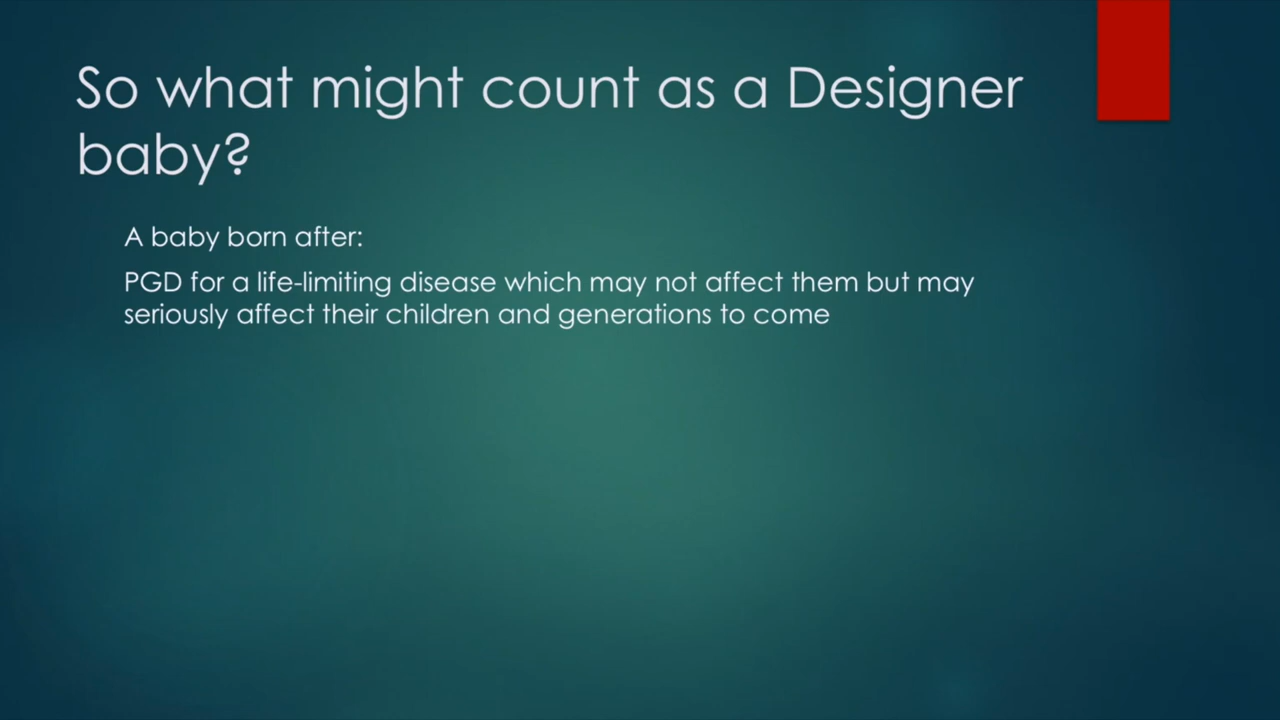 So what might count as a Designer
baby?
A baby born after:
PGD for a life-limiting disease which may not affect them but may
seriously affect their children and generations to come